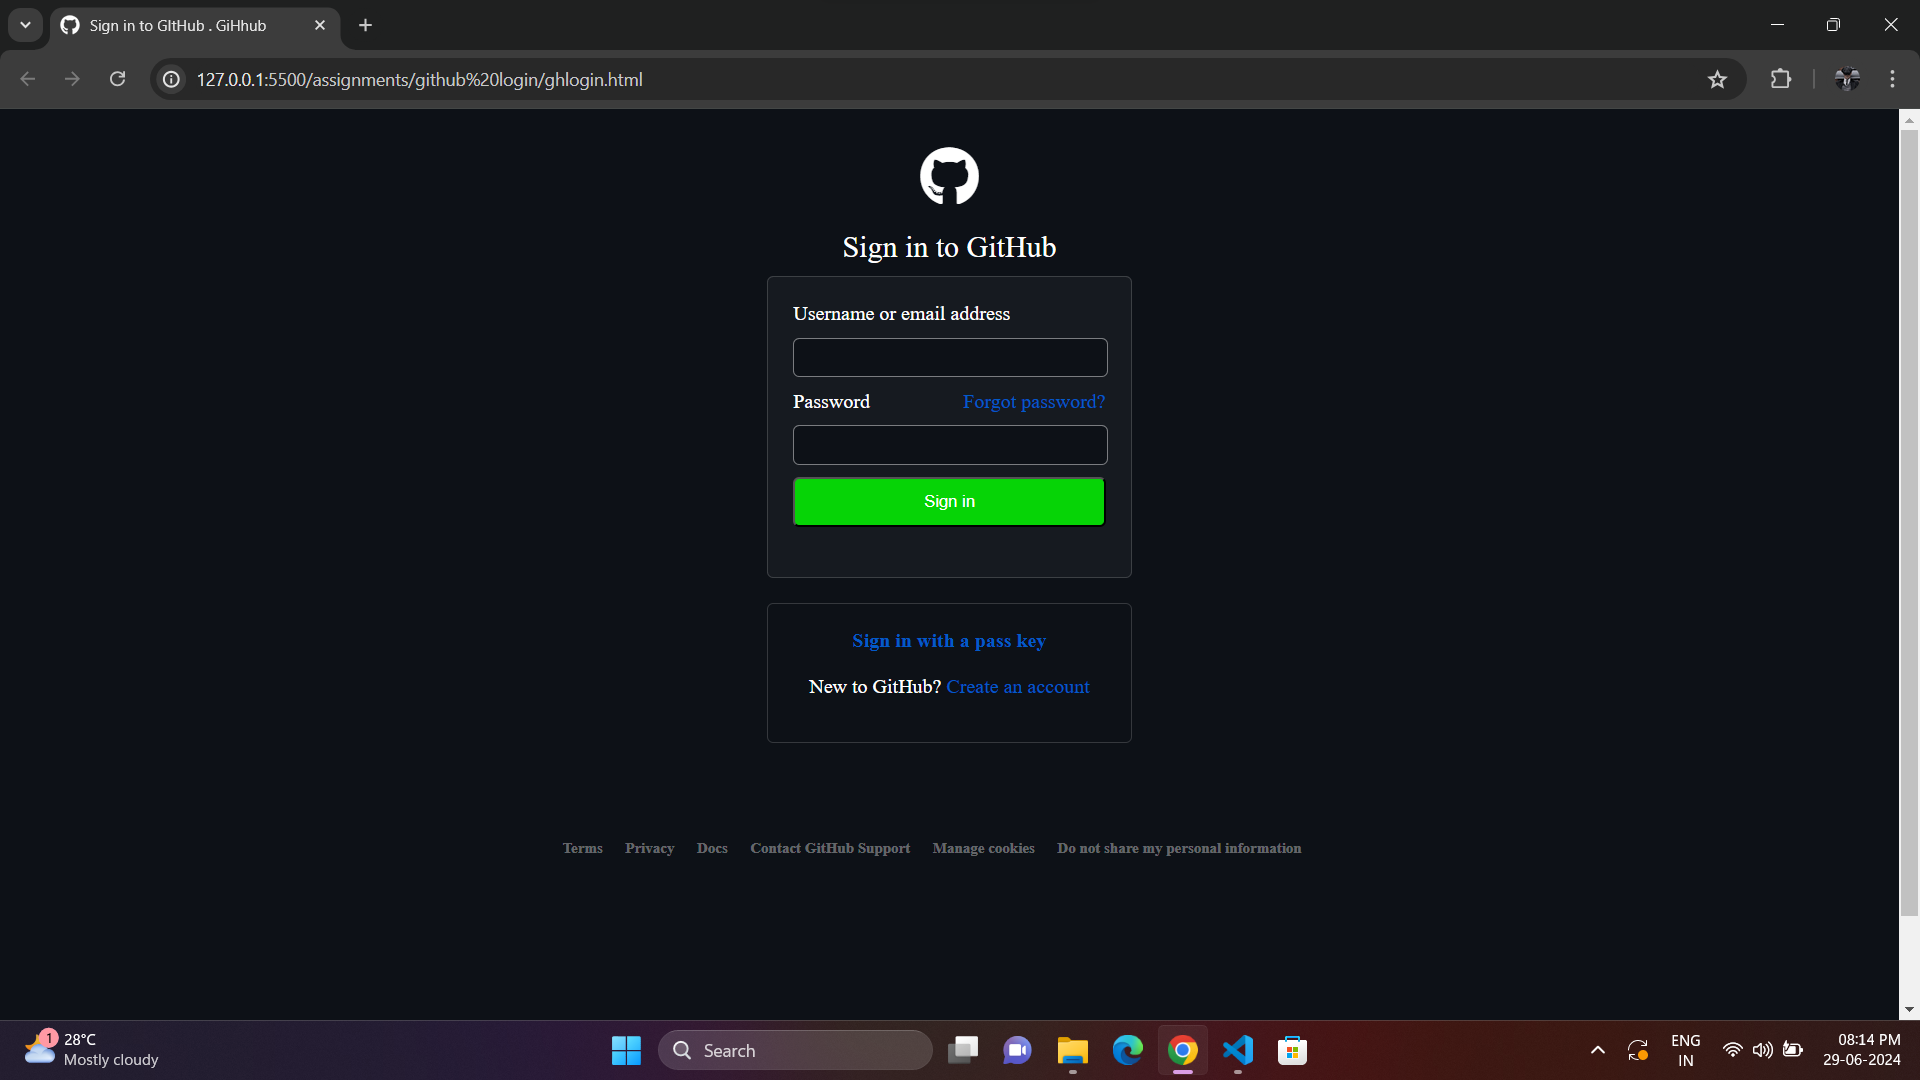 Sign in to GItHub . GiHhub
127.0.0.1:5500/assignments/github%20login/ghlogin.html
Sign in to GitHub
Username or email address
Password Forgot password?
Sign in
Sign in with a pass key
New to GitHub? Create an account
Terms Privacy Docs Contact GitHub Support Manage cookies Do not share my personal information
1
28°C
Mostly cloudy
Search
ENG
IN
08:14 PM
29-06-2024